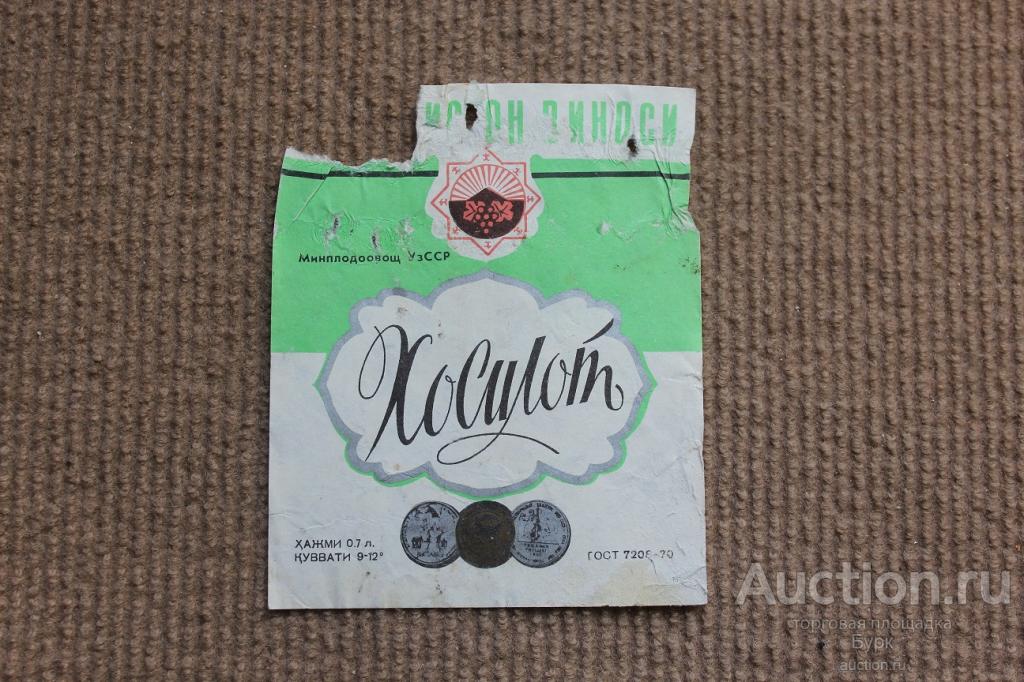 ЗИНОСИ
Минплодоовощ УзССР
Хосилот
ҲАЖМИ 0.7 л.
ҚУВВАТИ 9-12°
ГОСТ 7208-70
Auction.ru
торговая площадка
Бурк
auction.ru